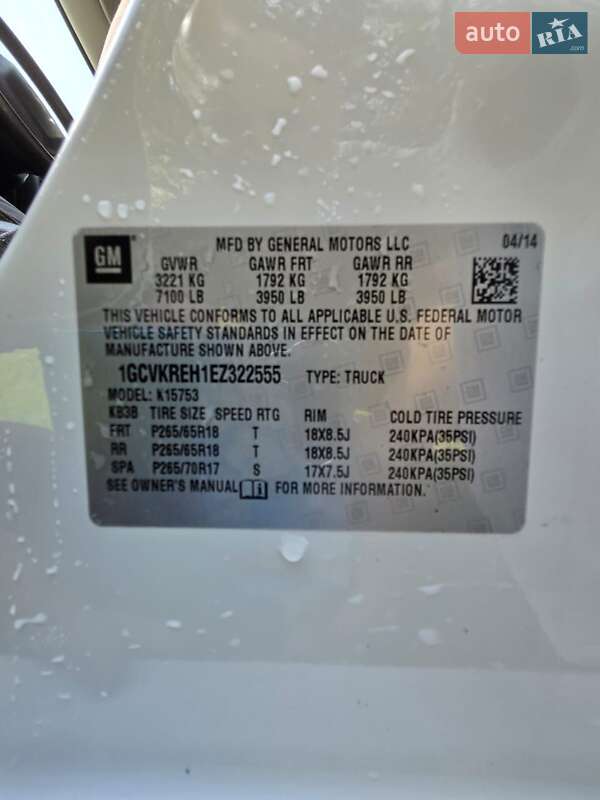 auto RIA .com
GM
MFD BY GENERAL MOTORS LLC 04/14
GVWR GAWR FRT GAWR RR
3221 KG 1792 KG 1792 KG
7100 LB 3950 LB 3950 LB
THIS VEHICLE CONFORMS TO ALL APPLICABLE U.S. FEDERAL MOTOR
VEHICLE SAFETY STANDARDS IN EFFECT ON THE DATE OF
MANUFACTURE SHOWN ABOVE.
1GCVKREH1EZ322555 TYPE: TRUCK
MODEL: K15753
KB3B TIRE SIZE SPEED RTG RIM COLD TIRE PRESSURE
FRT P265/65R18 T 18X8.5J 240KPA(35PSI)
RR P265/65R18 T 18X8.5J 240KPA(35PSI)
SPA P265/70R17 S 17X7.5J 240KPA(35PSI)
SEE OWNER'S MANUAL FOR MORE INFORMATION.